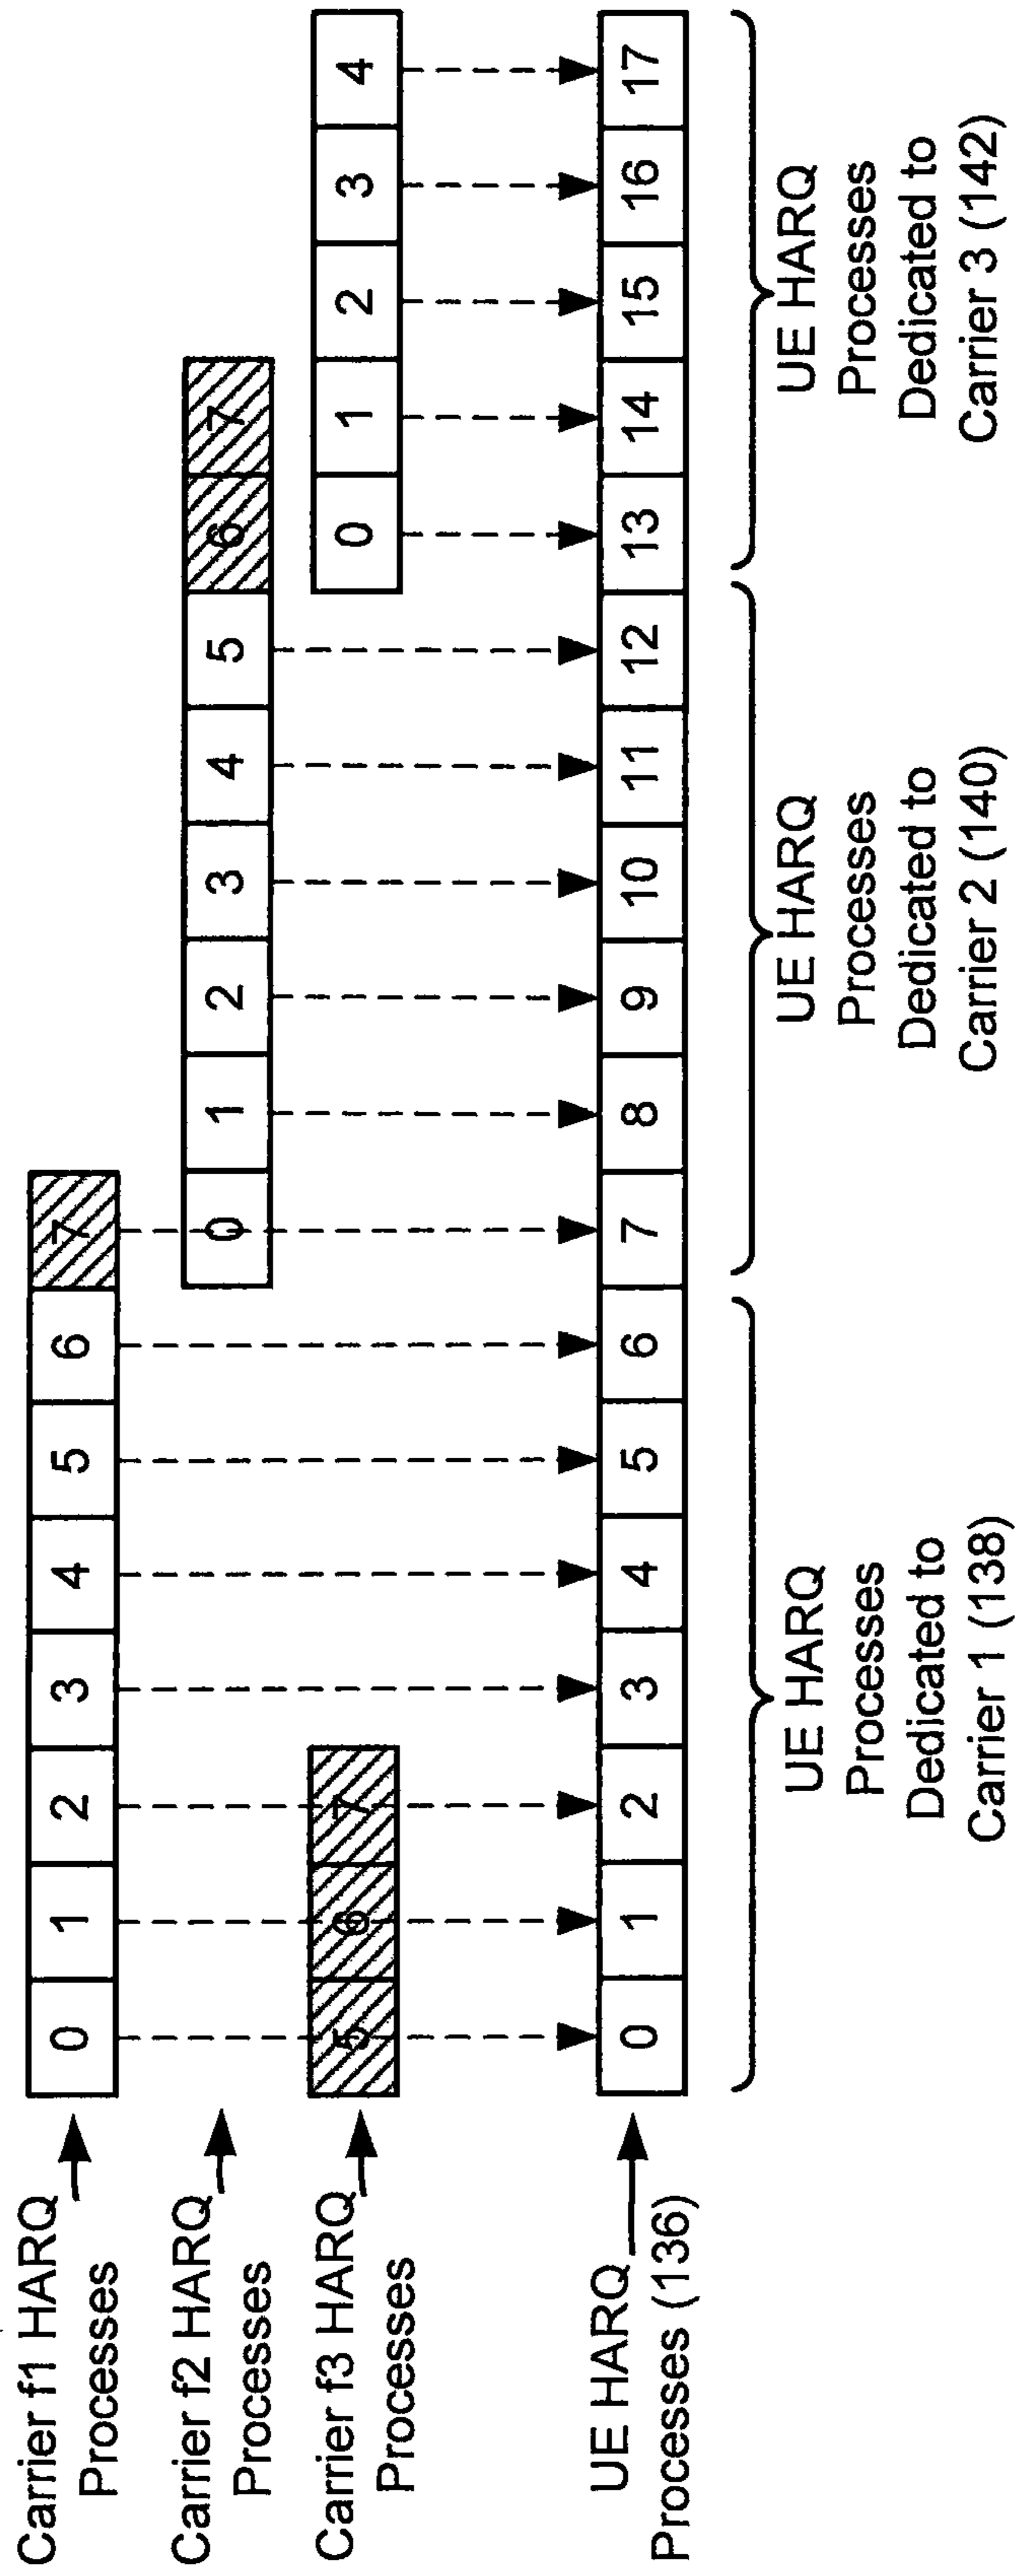 Carrier f1 HARQ
Processes
0 1 2 3 4 5 6 7
Carrier f2 HARQ
Processes
0 1 2 3 4 5 6 7
Carrier f3 HARQ
Processes
5 6 7 0 1 2 3 4
UE HARQ
Processes (136)
0 1 2 3 4 5 6 7 8 9 10 11 12 13 14 15 16 17
UE HARQ
Processes
Dedicated to
Carrier 1 (138)
UE HARQ
Processes
Dedicated to
Carrier 2 (140)
UE HARQ
Processes
Dedicated to
Carrier 3 (142)